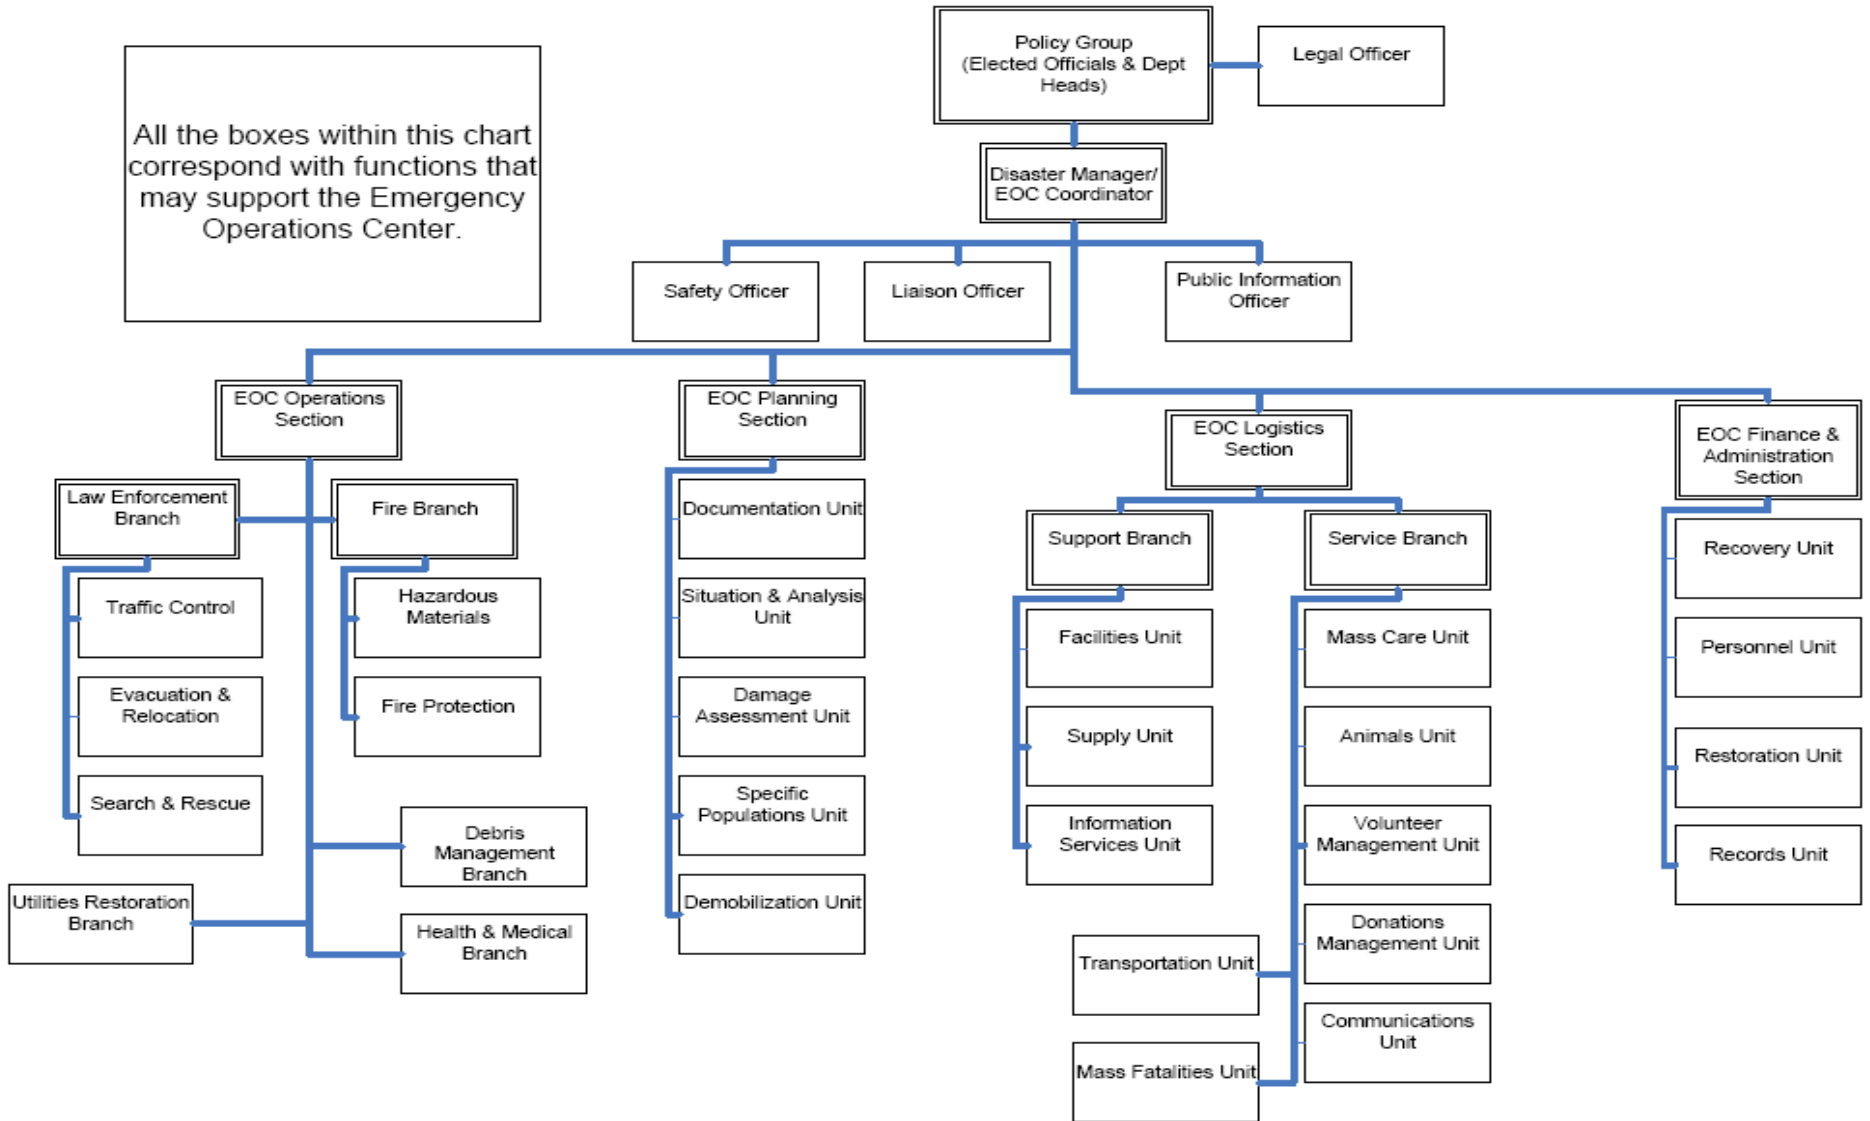 Policy Group
(Elected Officials & Dept
Heads)
Legal Officer
All the boxes within this chart
correspond with functions that
may support the Emergency
Operations Center.
Disaster Manager/
EOC Coordinator
Safety Officer
Liaison Officer
Public Information
Officer
EOC Operations
Section
EOC Planning
Section
EOC Logistics
Section
EOC Finance &
Administration
Section
Law Enforcement
Branch
Fire Branch
Traffic Control
Evacuation &
Relocation
Search & Rescue
Hazardous
Materials
Fire Protection
Debris
Management
Branch
Utilities Restoration
Branch
Health & Medical
Branch
Documentation Unit
Situation & Analysis
Unit
Damage
Assessment Unit
Specific
Populations Unit
Demobilization Unit
Support Branch
Service Branch
Facilities Unit
Supply Unit
Information
Services Unit
Mass Care Unit
Animals Unit
Volunteer
Management Unit
Donations
Management Unit
Communications
Unit
Transportation Unit
Mass Fatalities Unit
Recovery Unit
Personnel Unit
Restoration Unit
Records Unit